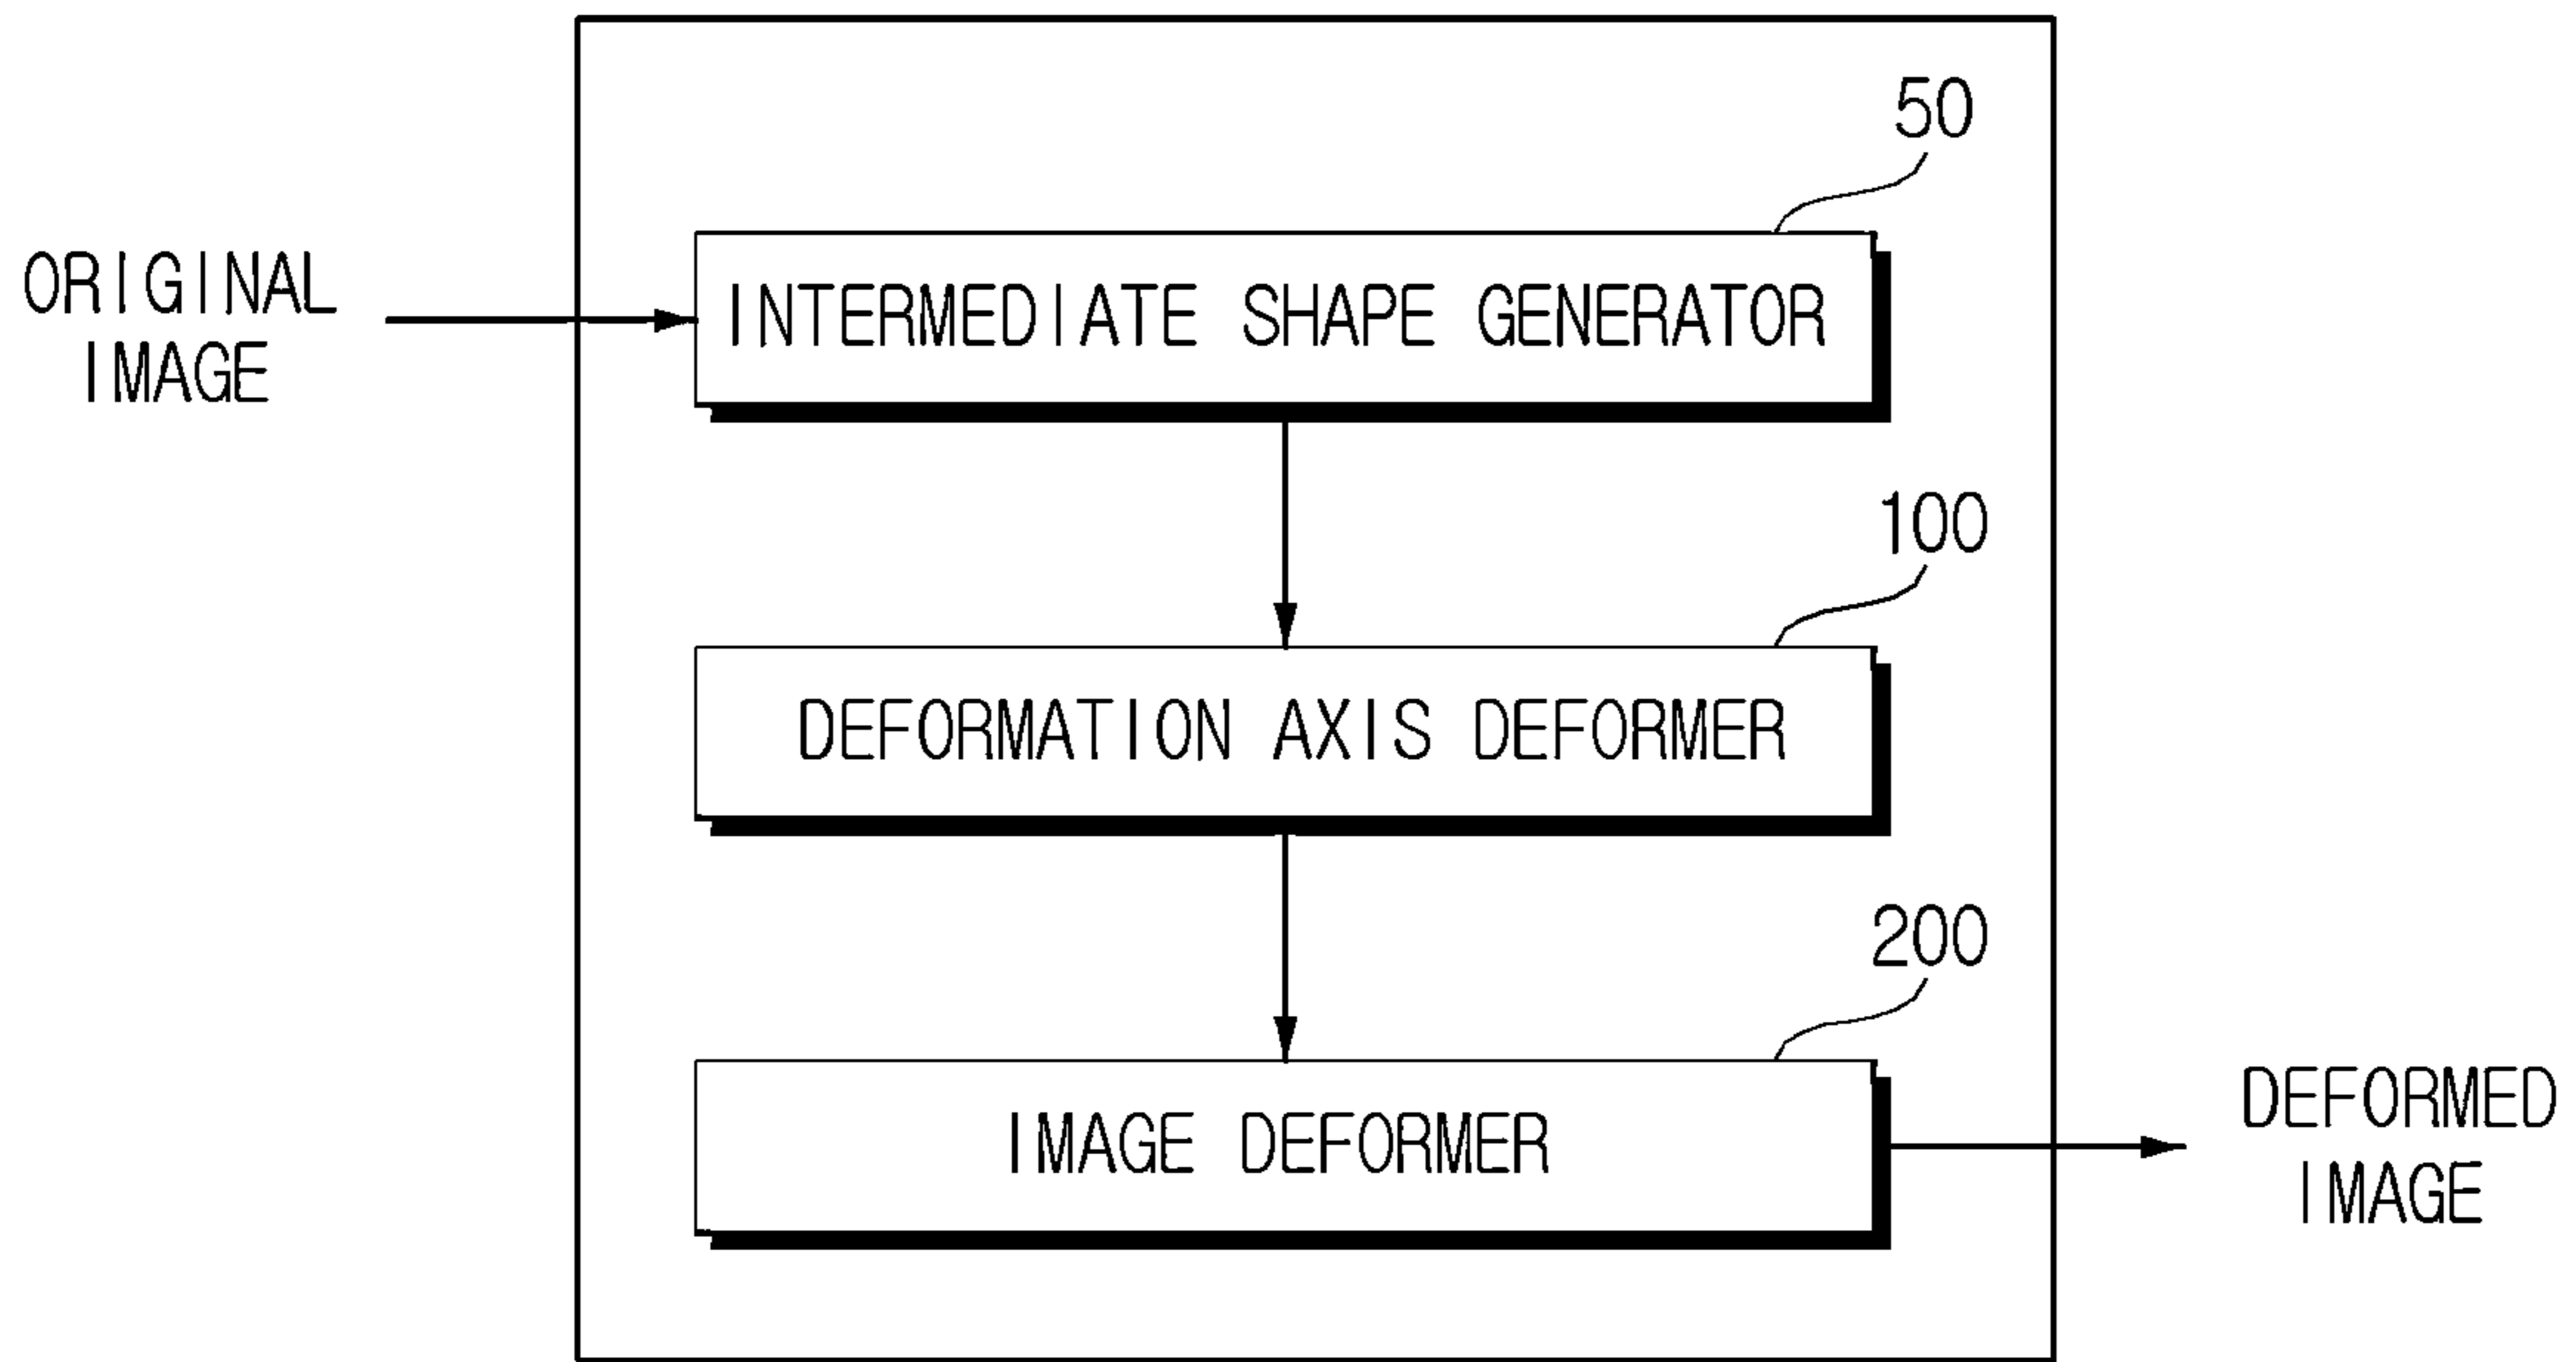 50
ORIGINAL
IMAGE
INTERMEDIATE SHAPE GENERATOR
100
DEFORMATION AXIS DEFORMER
200
IMAGE DEFORMER
DEFORMED
IMAGE